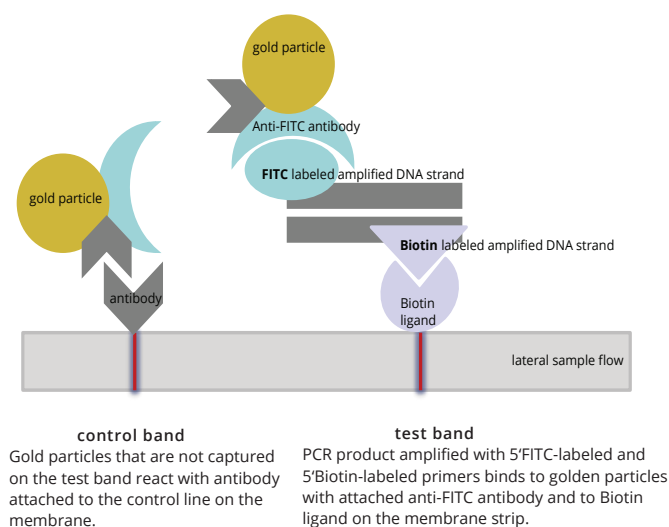 gold particle
Anti-FITC antibody
FITC labeled amplified DNA strand
gold particle
Biotin labeled amplified DNA strand
antibody
Biotin
ligand
lateral sample flow
control band
Gold particles that are not captured
on the test band react with antibody
attached to the control line on the
membrane.
test band
PCR product amplified with 5‘FITC-labeled and
5‘Biotin-labeled primers binds to golden particles
with attached anti-FITC antibody and to Biotin
ligand on the membrane strip.